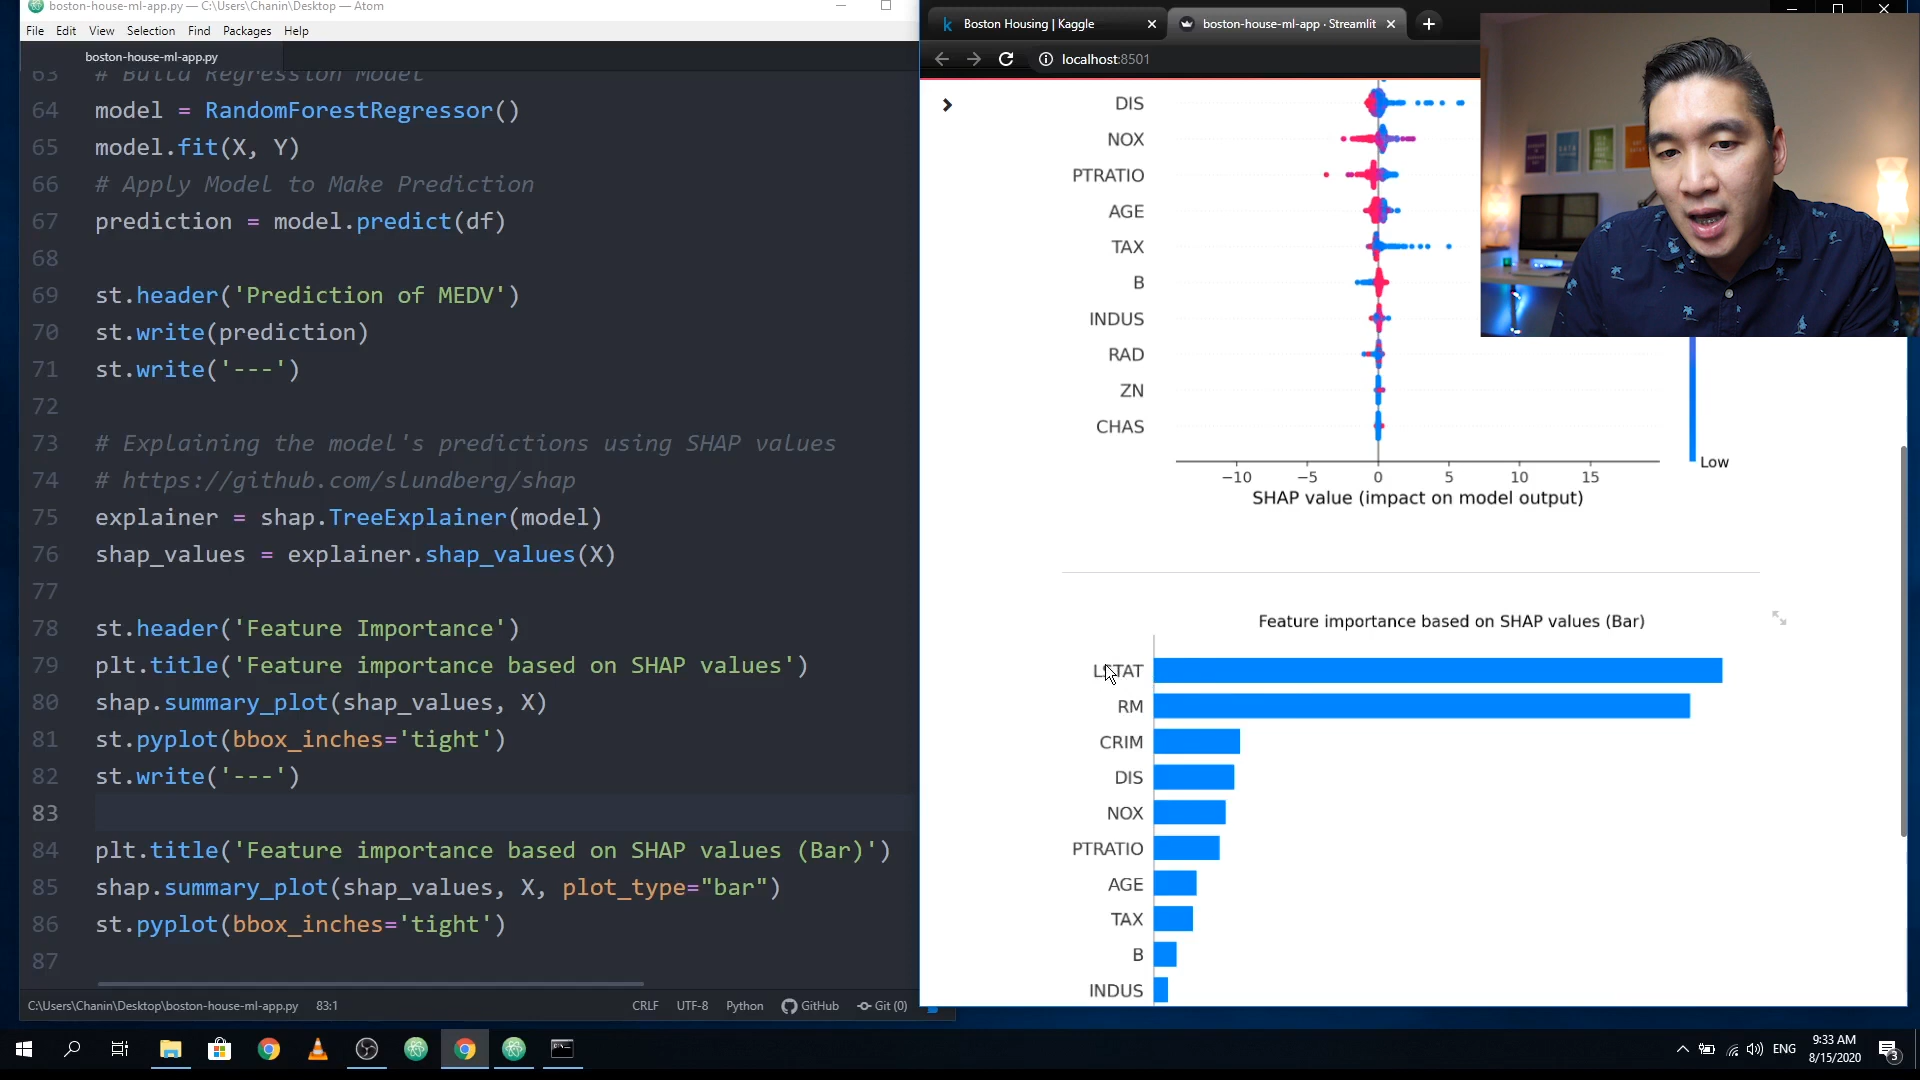 boston-house-ml-app.py — C:\Users\Chanin\Desktop — Atom
File Edit View Selection Find Packages Help
boston-house-ml-app.py
63 # Build Regression Model
64 model = RandomForestRegressor()
65 model.fit(X, Y)
66 # Apply Model to Make Prediction
67 prediction = model.predict(df)
68
69 st.header('Prediction of MEDV')
70 st.write(prediction)
71 st.write('---')
72
73 # Explaining the model's predictions using SHAP values
74 # https://github.com/slundberg/shap
75 explainer = shap.TreeExplainer(model)
76 shap_values = explainer.shap_values(X)
77
78 st.header('Feature Importance')
79 plt.title('Feature importance based on SHAP values')
80 shap.summary_plot(shap_values, X)
81 st.pyplot(bbox_inches='tight')
82 st.write('---')
83
84 plt.title('Feature importance based on SHAP values (Bar)')
85 shap.summary_plot(shap_values, X, plot_type="bar")
86 st.pyplot(bbox_inches='tight')
87
C:\Users\Chanin\Desktop\boston-house-ml-app.py 83:1 CRLF UTF-8 Python GitHub Git (0)
Boston Housing | Kaggle boston-house-ml-app · Streamlit
localhost:8501
DIS
NOX
PTRATIO
AGE
TAX
B
INDUS
RAD
ZN
CHAS
Low
−10 −5 0 5 10 15
SHAP value (impact on model output)
Feature importance based on SHAP values (Bar)
LSTAT
RM
CRIM
DIS
NOX
PTRATIO
AGE
TAX
B
INDUS
ENG
9:33 AM
8/15/2020
3